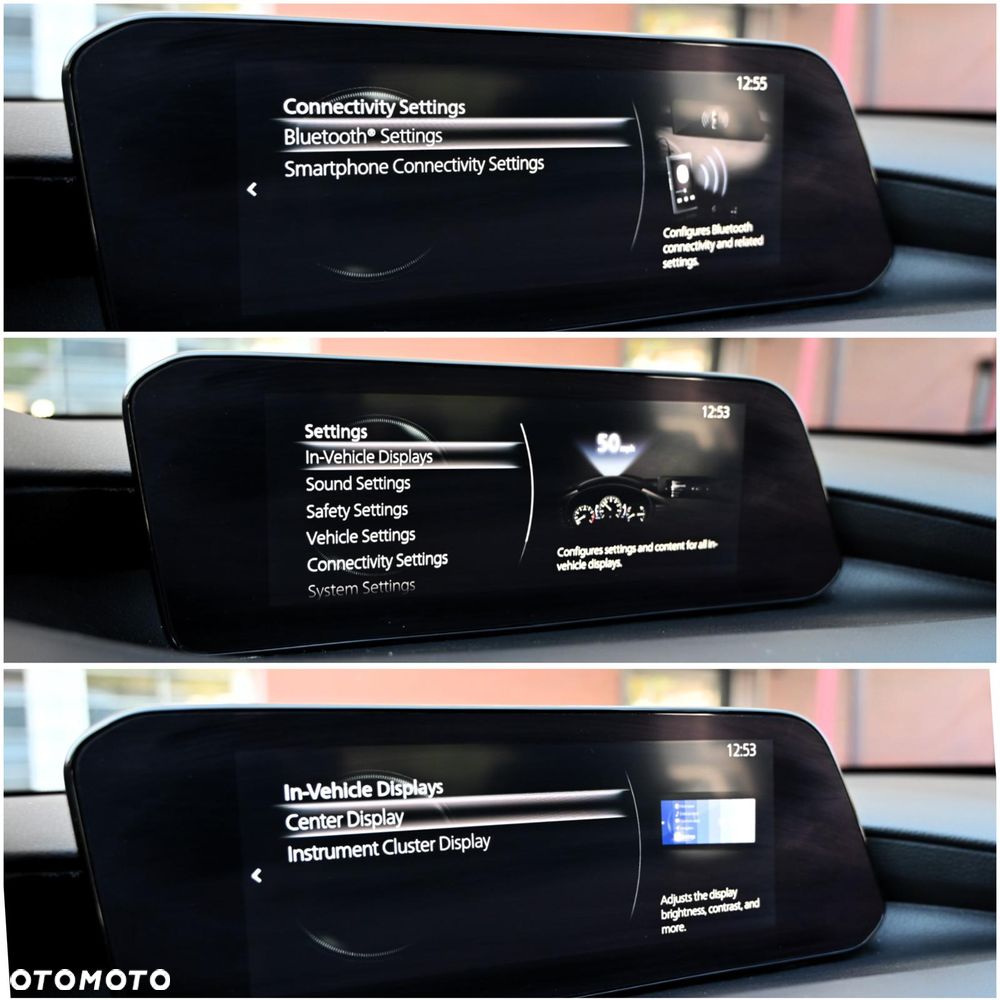 12:55
Connectivity Settings
Bluetooth® Settings
Smartphone Connectivity Settings
Configures Bluetooth
connectivity and related
settings.
12:53
Settings
In-Vehicle Displays
Sound Settings
Safety Settings
Vehicle Settings
Connectivity Settings
System Settings
50 mph
Configures settings and content for all in-
vehicle displays.
12:53
In-Vehicle Displays
Center Display
Instrument Cluster Display
Adjusts the display
brightness, contrast, and
more.
OTOMOTO